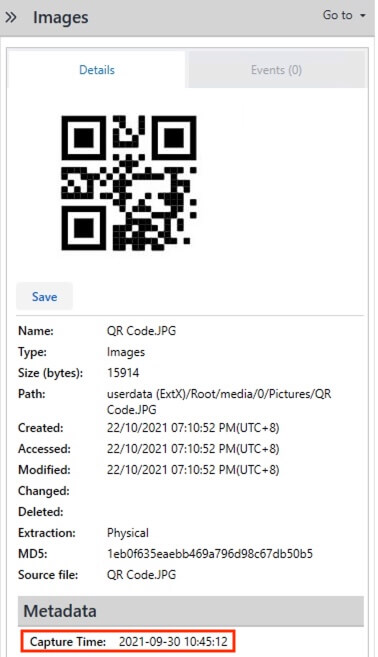 Images
Go to
Details
Events (0)
Save
Name: QR Code.JPG
Type: Images
Size (bytes): 15914
Path: userdata (ExtX)/Root/media/0/Pictures/QR
Code.JPG
Created: 22/10/2021 07:10:52 PM(UTC+8)
Accessed: 22/10/2021 07:10:52 PM(UTC+8)
Modified: 22/10/2021 07:10:52 PM(UTC+8)
Changed:
Deleted:
Extraction: Physical
MD5: 1eb0f635eaebb469a796d98c67db50b5
Source file: QR Code.JPG
Metadata
Capture Time: 2021-09-30 10:45:12